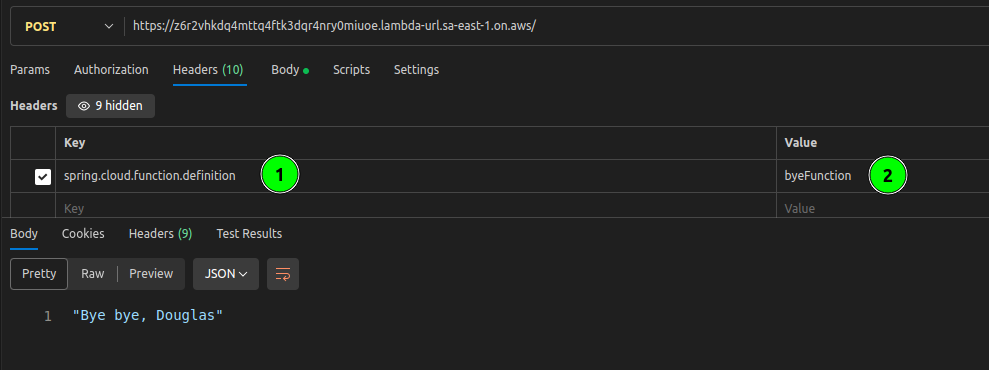 POST https://z6r2vhkdq4mttq4ftk3dqr4nry0miuoe.lambda-url.sa-east-1.on.aws/
Params Authorization Headers (10) Body Scripts Settings
Headers 9 hidden
Key Value
spring.cloud.function.definition 1 byeFunction 2
Key Value
Body Cookies Headers (9) Test Results
Pretty Raw Preview JSON
1 "Bye bye, Douglas"